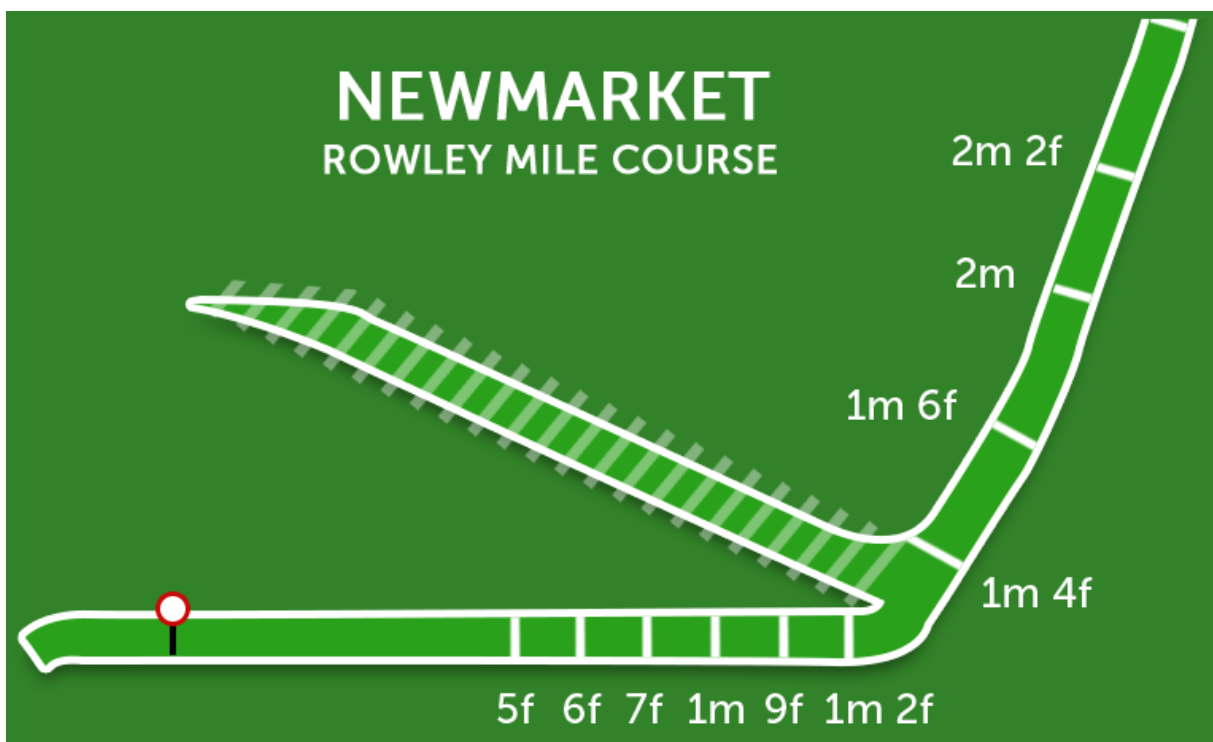 NEWMARKET
ROWLEY MILE COURSE
2m 2f
2m
1m 6f
1m 4f
5f 6f 7f 1m 9f 1m 2f